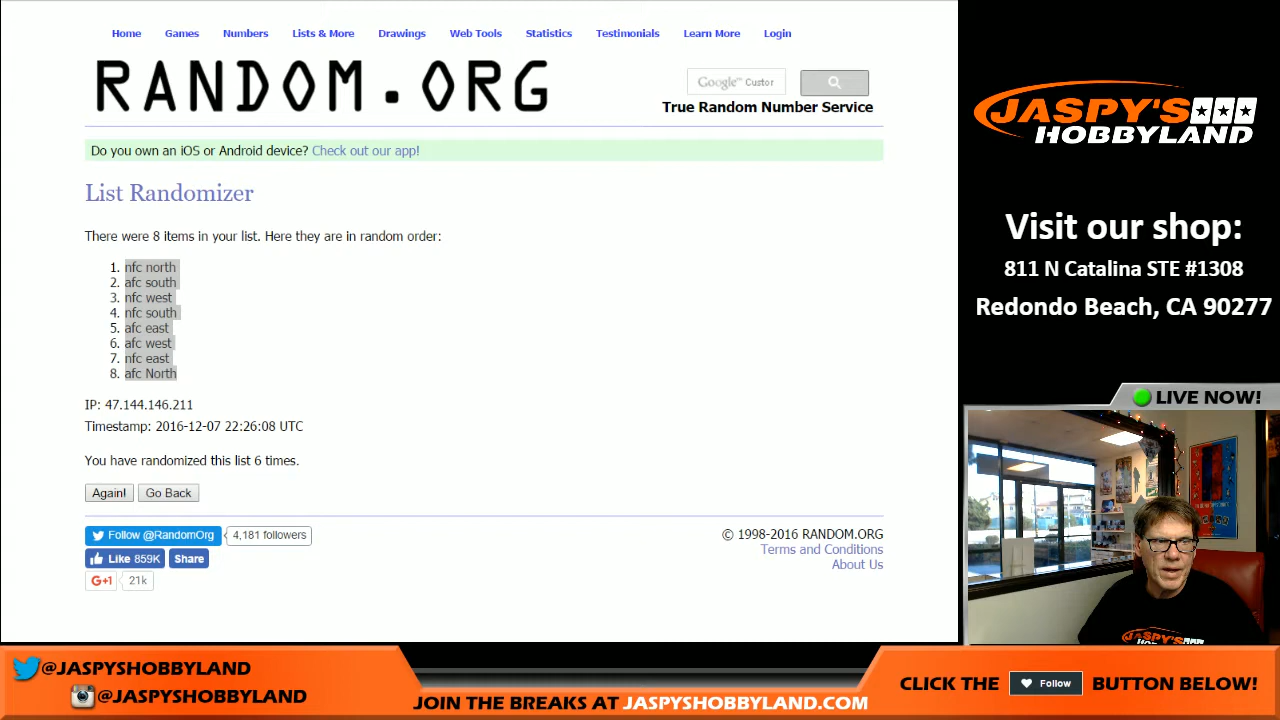 Home Games Numbers Lists & More Drawings Web Tools Statistics Testimonials Learn More Login
RANDOM.ORG
Google™ Custor
True Random Number Service
Do you own an iOS or Android device? Check out our app!
List Randomizer
There were 8 items in your list. Here they are in random order:
1. nfc north
2. afc south
3. nfc west
4. nfc south
5. afc east
6. afc west
7. nfc east
8. afc North
IP: 47.144.146.211
Timestamp: 2016-12-07 22:26:08 UTC
You have randomized this list 6 times.
Again! Go Back
Follow @RandomOrg 4,181 followers
Like 859K Share
G+1 21k
© 1998-2016 RANDOM.ORG
Terms and Conditions
About Us
JASPY'S
HOBBYLAND
Visit our shop:
811 N Catalina STE #1308
Redondo Beach, CA 90277
LIVE NOW!
JASPY'S
@JASPYSHOBBYLAND
@JASPYSHOBBYLAND
JOIN THE BREAKS AT JASPYSHOBBYLAND.COM
CLICK THE Follow BUTTON BELOW!